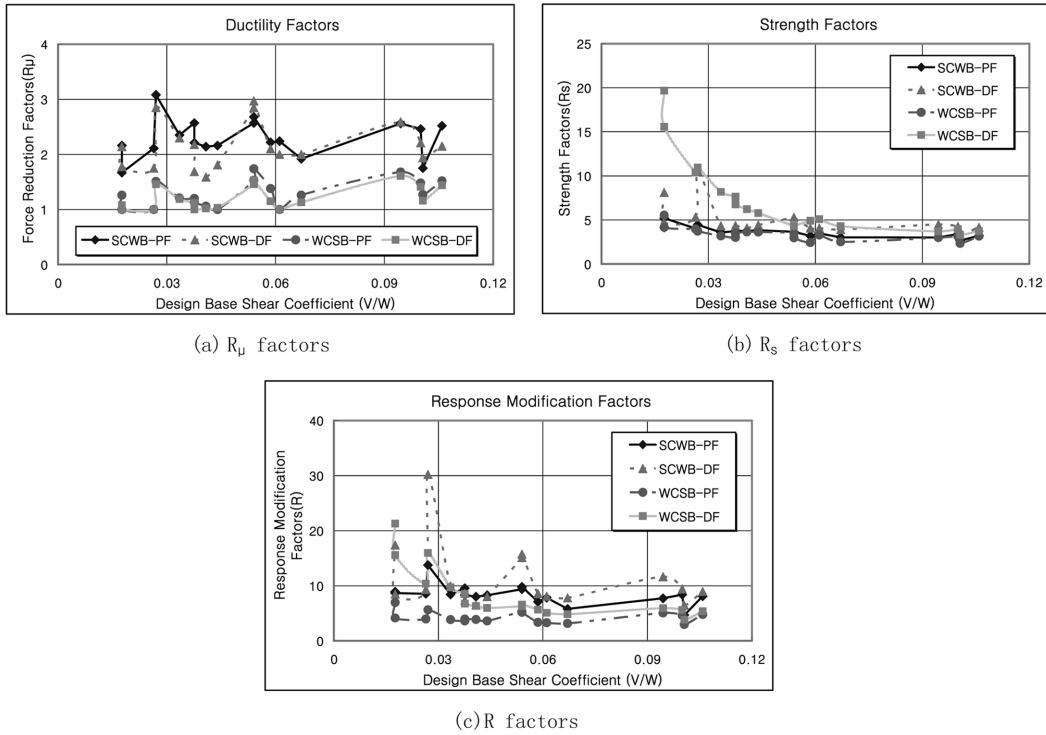 Ductility Factors
4
3
2
1
0
Force Reduction Factors(Rμ)
SCWB-PF SCWB-DF WCSB-PF WCSB-DF
0 0.03 0.06 0.09 0.12
Design Base Shear Coefficient (V/W)
(a) Rμ factors
Strength Factors
25
20
15
10
5
0
Strength Factors(Rs)
SCWB-PF
SCWB-DF
WCSB-PF
WCSB-DF
0 0.03 0.06 0.09 0.12
Design Base Shear Coefficient (V/W)
(b) Rs factors
Response Modification Factors
40
30
20
10
0
Response Modification
Factors(R)
SCWB-PF
SCWB-DF
WCSB-PF
WCSB-DF
0 0.03 0.06 0.09 0.12
Design Base Shear Coefficient (V/W)
(c) R factors